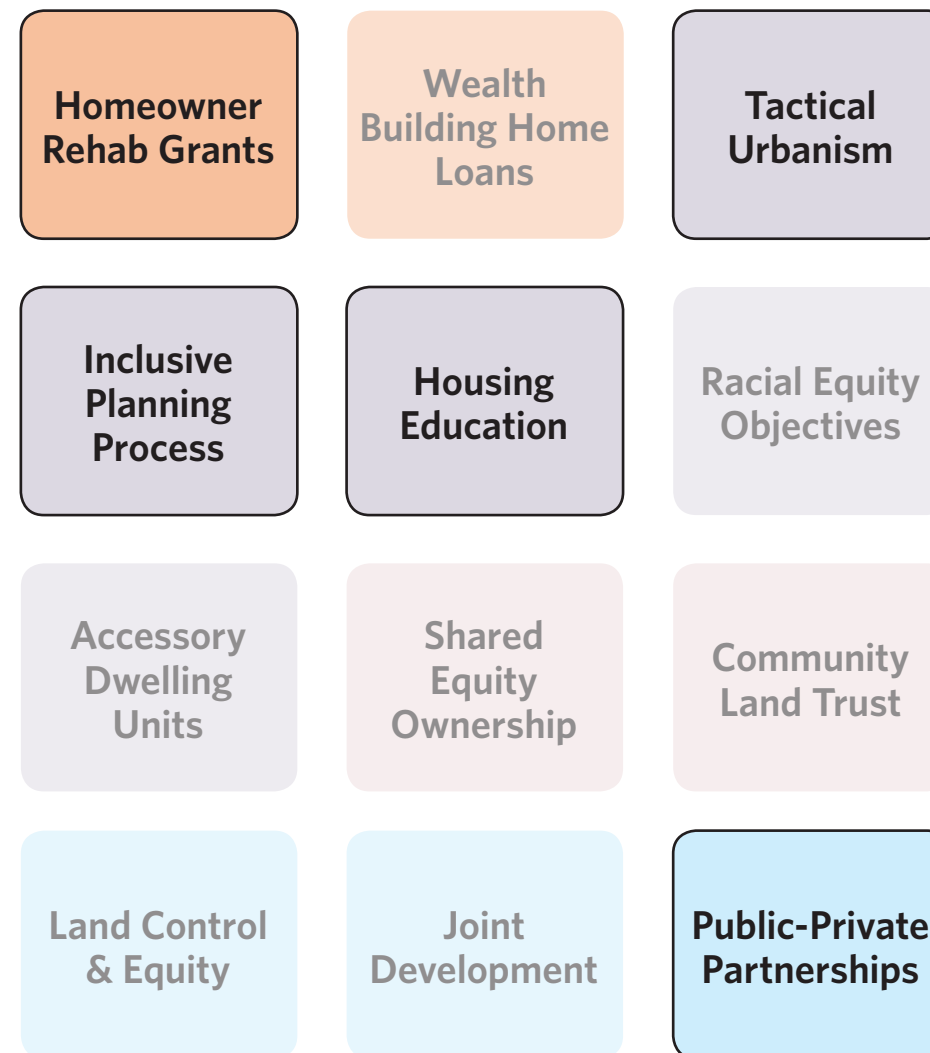 Homeowner
Rehab Grants
Wealth
Building Home
Loans
Tactical
Urbanism
Inclusive
Planning
Process
Housing
Education
Racial Equity
Objectives
Accessory
Dwelling
Units
Shared
Equity
Ownership
Community
Land Trust
Land Control
& Equity
Joint
Development
Public-Private
Partnerships